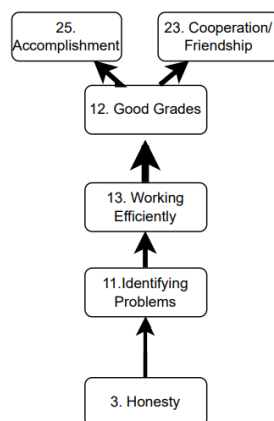 25.
Accomplishment
23. Cooperation/
Friendship
12. Good Grades
13. Working
Efficiently
11.Identifying
Problems
3. Honesty